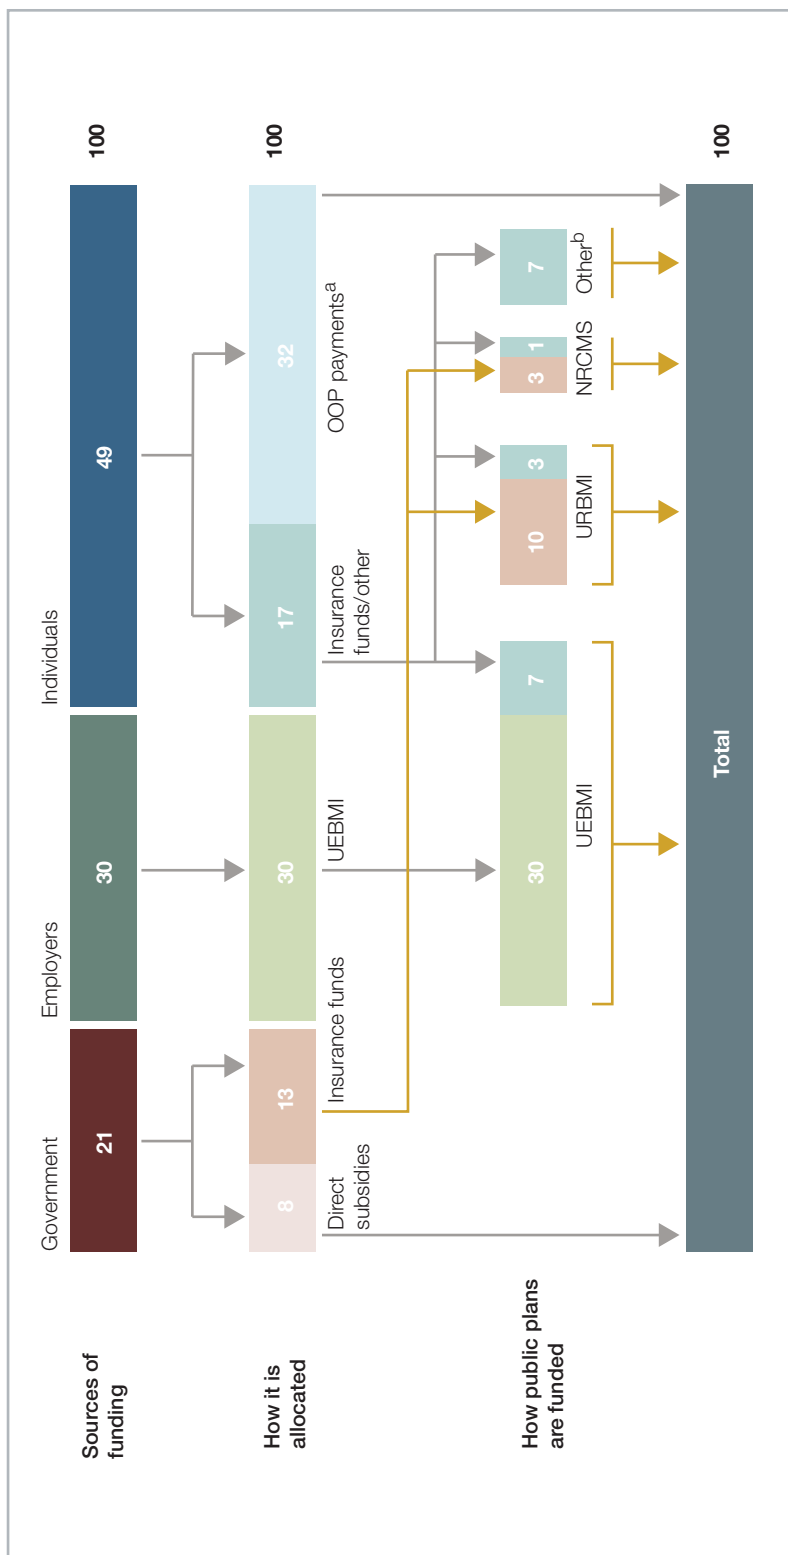 Government
Employers
Individuals
Sources of
funding
21
30
49
100
How it is
allocated
8
13
30
17
32
100
Direct
subsidies
Insurance funds
UEBMI
Insurance
funds/other
OOP paymentsᵃ
How public plans
are funded
30
7
10
3
3
1
7
UEBMI
URBMI
NRCMS
Otherᵇ
Total
100